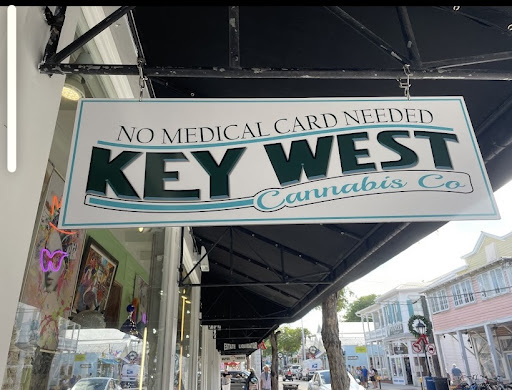 NO MEDICAL CARD NEEDED
KEY WEST
Cannabis Co